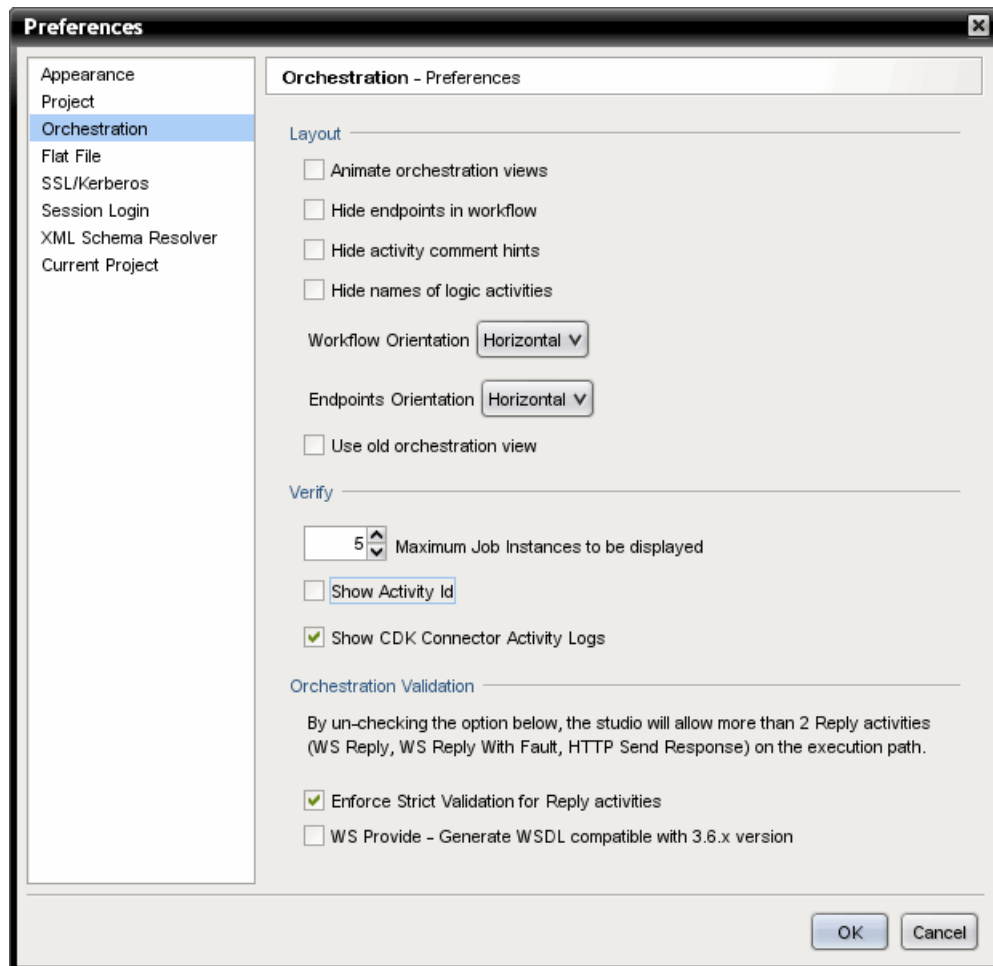 Preferences
Appearance
Project
Orchestration
Flat File
SSL/Kerberos
Session Login
XML Schema Resolver
Current Project
Orchestration - Preferences
Layout
Animate orchestration views
Hide endpoints in workflow
Hide activity comment hints
Hide names of logic activities
Workflow Orientation Horizontal
Endpoints Orientation Horizontal
Use old orchestration view
Verify
5 Maximum Job Instances to be displayed
Show Activity Id
Show CDK Connector Activity Logs
Orchestration Validation
By un-checking the option below, the studio will allow more than 2 Reply activities
(WS Reply, WS Reply With Fault, HTTP Send Response) on the execution path.
Enforce Strict Validation for Reply activities
WS Provide - Generate WSDL compatible with 3.6.x version
OK Cancel